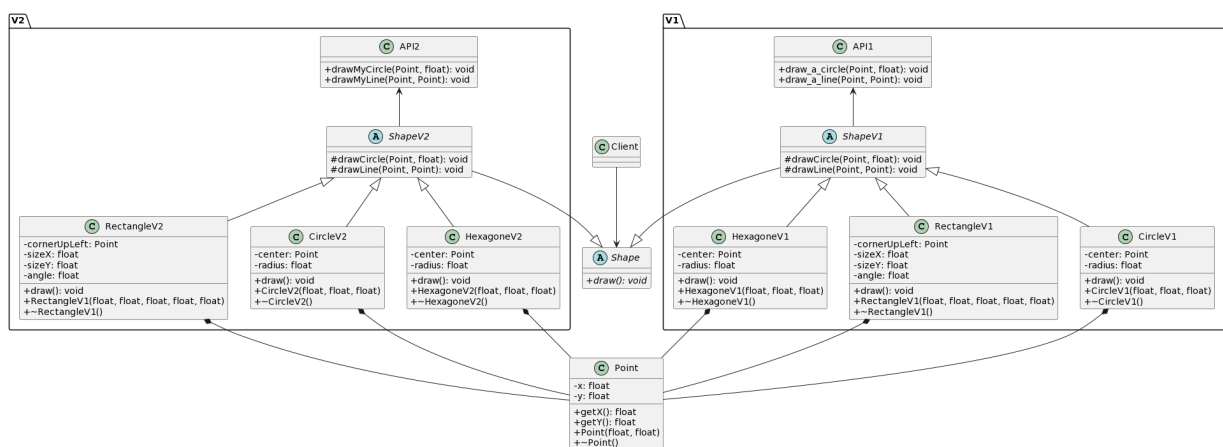 V2
C API2
+drawMyCircle(Point, float): void
+drawMyLine(Point, Point): void
A ShapeV2
#drawCircle(Point, float): void
#drawLine(Point, Point): void
C RectangleV2
-cornerUpLeft: Point
-sizeX: float
-sizeY: float
-angle: float
+draw(): void
+RectangleV1(float, float, float, float, float)
+~RectangleV1()
C CircleV2
-center: Point
-radius: float
+draw(): void
+CircleV2(float, float, float)
+~CircleV2()
C HexagoneV2
-center: Point
-radius: float
+draw(): void
+HexagoneV2(float, float, float)
+~HexagoneV2()
C Client
A Shape
+draw(): void
V1
C API1
+draw_a_circle(Point, float): void
+draw_a_line(Point, Point): void
A ShapeV1
#drawCircle(Point, float): void
#drawLine(Point, Point): void
C HexagoneV1
-center: Point
-radius: float
+draw(): void
+HexagoneV1(float, float, float)
+~HexagoneV1()
C RectangleV1
-cornerUpLeft: Point
-sizeX: float
-sizeY: float
-angle: float
+draw(): void
+RectangleV1(float, float, float, float, float)
+~RectangleV1()
C CircleV1
-center: Point
-radius: float
+draw(): void
+CircleV1(float, float, float)
+~CircleV1()
C Point
-x: float
-y: float
+getX(): float
+getY(): float
+Point(float, float)
+~Point()